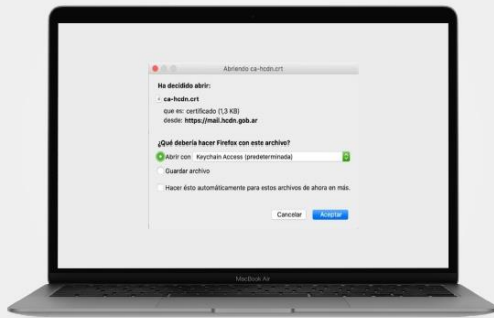 Abriendo ca-hcdn.crt
Ha decidido abrir:
ca-hcdn.crt
que es: certificado (1,3 KB)
desde: https://mail.hcdn.gob.ar
¿Qué debería hacer Firefox con este archivo?
Abrir con Keychain Access (predeterminada)
Guardar archivo
Hacer ésto automáticamente para estos archivos de ahora en más.
Cancelar Aceptar
MacBook Air